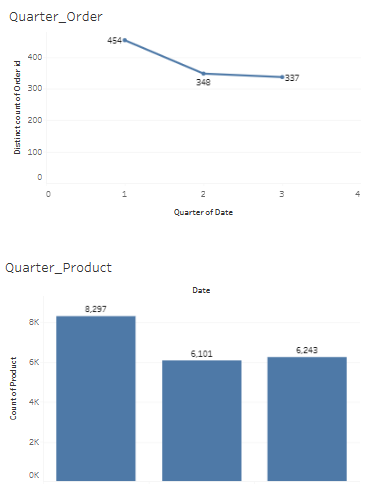 Quarter_Order
454
400
348
337
300
200
100
0
Distinct count of Order id
0 1 2 3 4
Quarter of Date
Quarter_Product
Date
8,297
8K
6,101
6,243
6K
4K
2K
0K
Count of Product